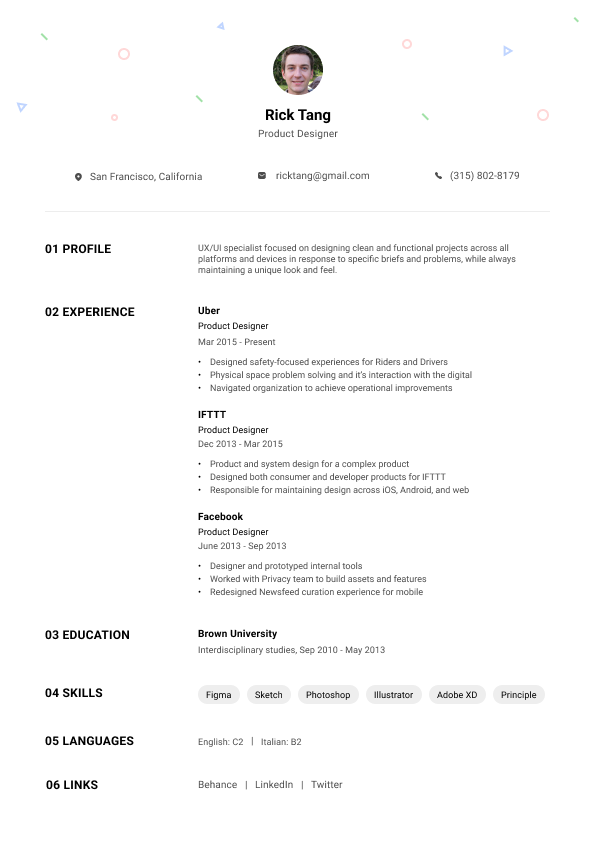 Rick Tang
Product Designer
San Francisco, California
ricktang@gmail.com
(315) 802-8179
01 PROFILE
UX/UI specialist focused on designing clean and functional projects across all
platforms and devices in response to specific briefs and problems, while always
maintaining a unique look and feel.
02 EXPERIENCE
Uber
Product Designer
Mar 2015 - Present
• Designed safety-focused experiences for Riders and Drivers
• Physical space problem solving and it's interaction with the digital
• Navigated organization to achieve operational improvements
IFTTT
Product Designer
Dec 2013 - Mar 2015
• Product and system design for a complex product
• Designed both consumer and developer products for IFTTT
• Responsible for maintaining design across iOS, Android, and web
Facebook
Product Designer
June 2013 - Sep 2013
• Designer and prototyped internal tools
• Worked with Privacy team to build assets and features
• Redesigned Newsfeed curation experience for mobile
03 EDUCATION
Brown University
Interdisciplinary studies, Sep 2010 - May 2013
04 SKILLS
Figma Sketch Photoshop Illustrator Adobe XD Principle
05 LANGUAGES
English: C2 | Italian: B2
06 LINKS
Behance | LinkedIn | Twitter